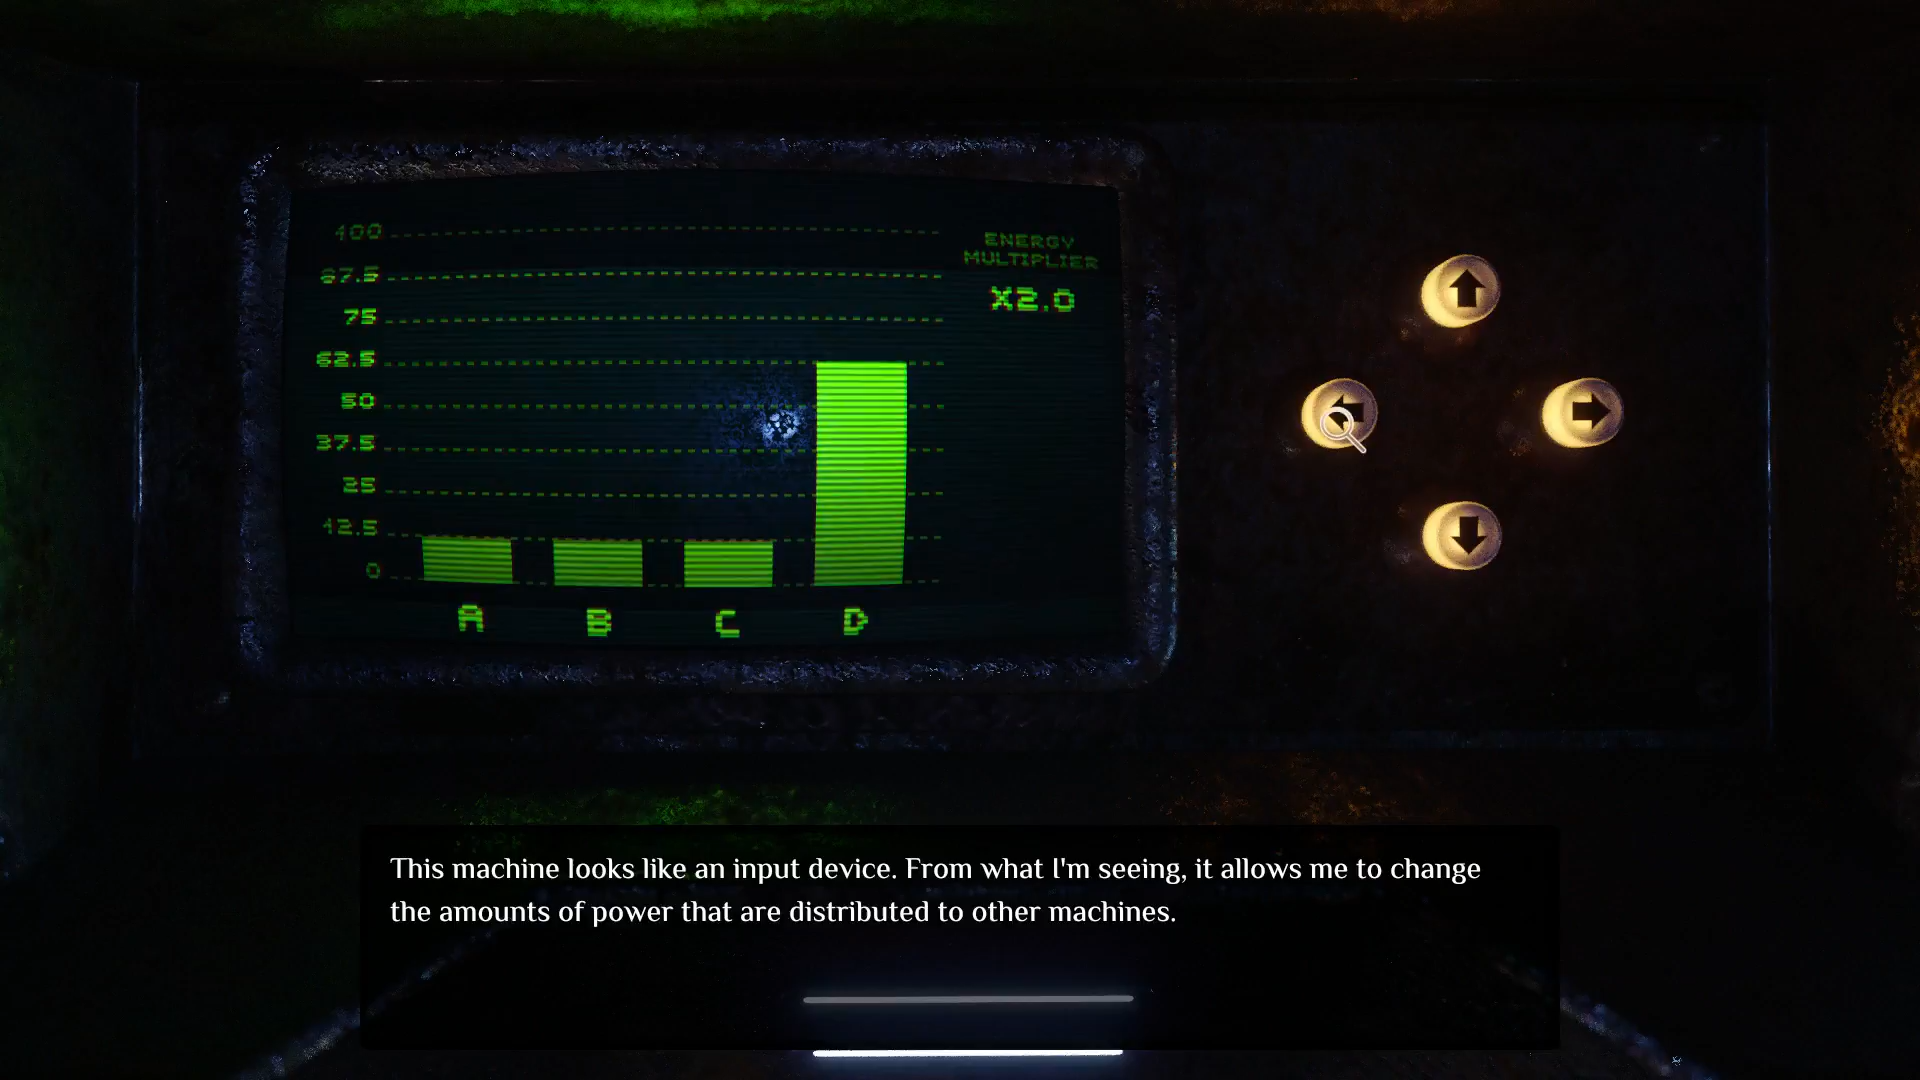 100
87.5
75
62.5
50
37.5
25
12.5
0
A B C D
ENERGY
MULTIPLIER
X2.0
This machine looks like an input device. From what I'm seeing, it allows me to change
the amounts of power that are distributed to other machines.